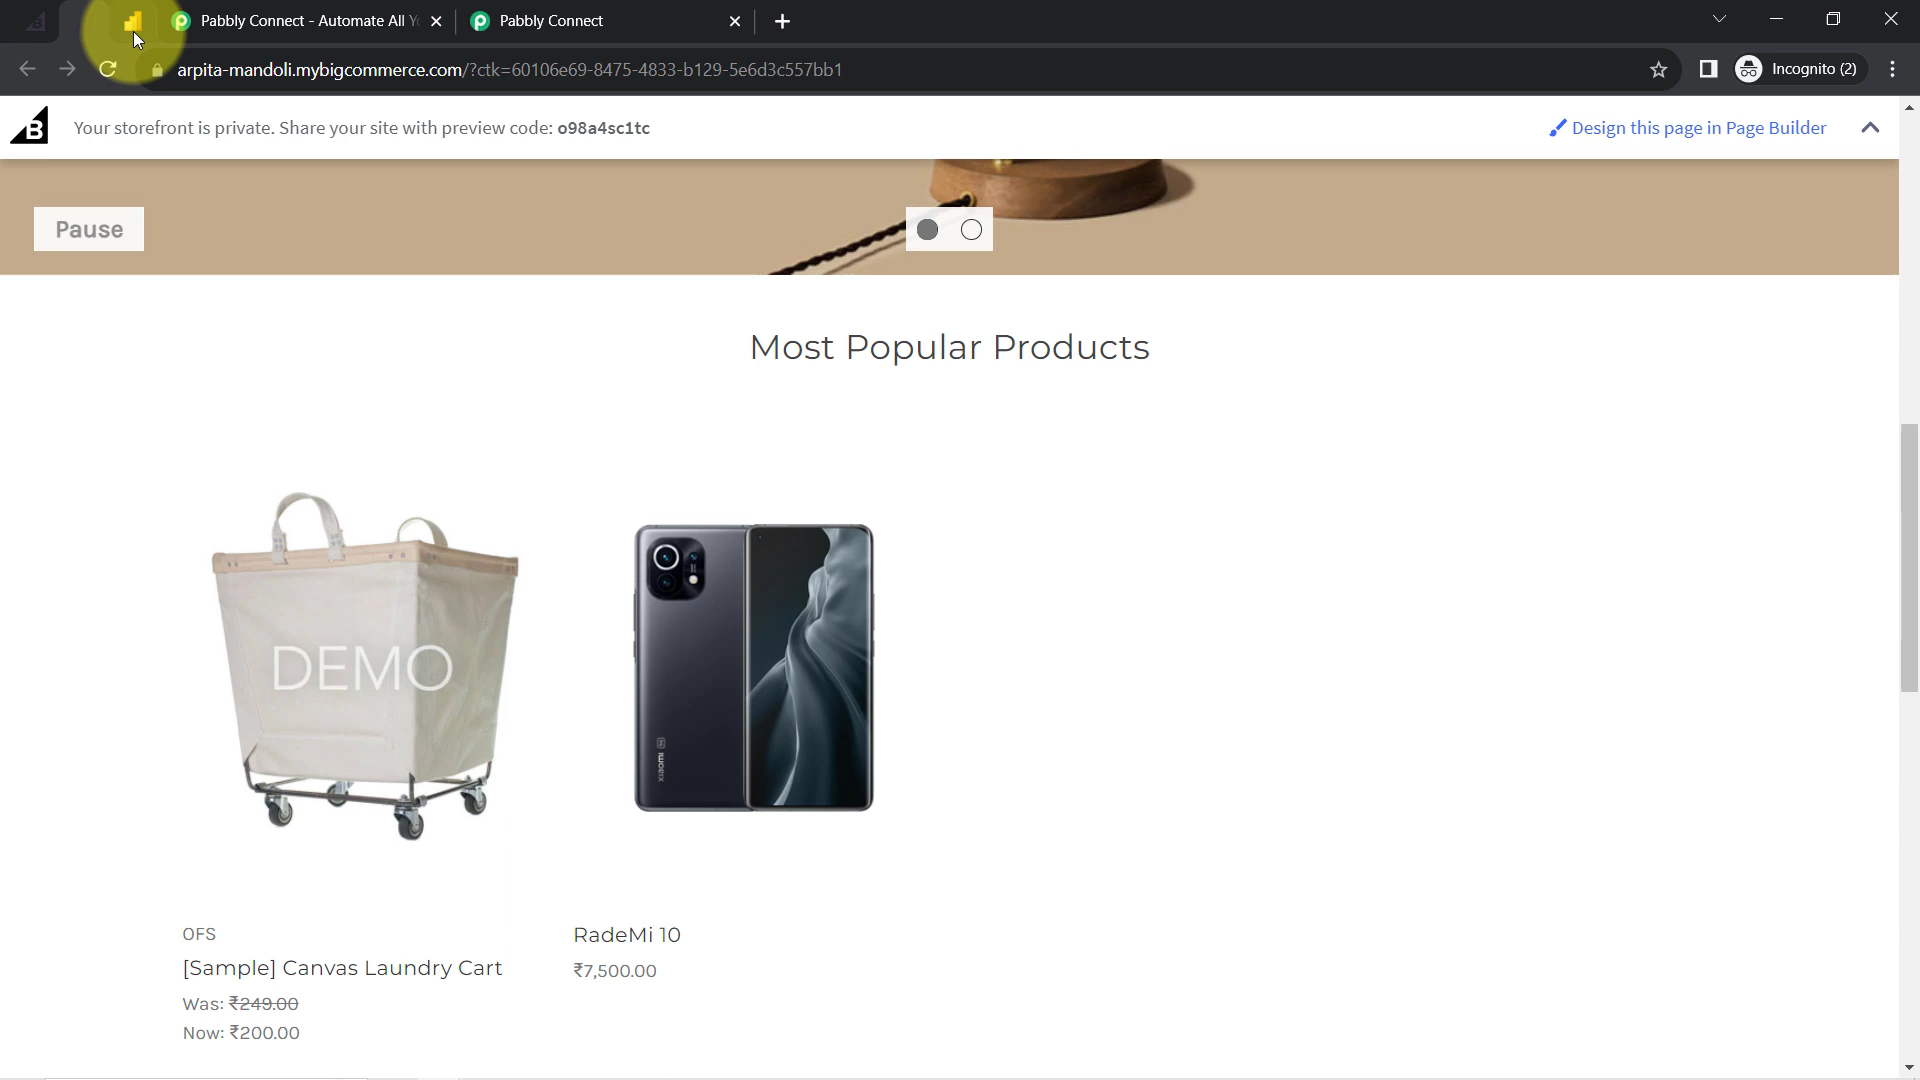 Pabbly Connect - Automate All Y
Pabbly Connect
arpita-mandoli.mybigcommerce.com/?ctk=60106e69-8475-4833-b129-5e6d3c557bb1
Incognito (2)
B
Your storefront is private. Share your site with preview code: o98a4sc1tc
Design this page in Page Builder
Pause
Most Popular Products
DEMO
XIAOMI 5G
OFS
[Sample] Canvas Laundry Cart
Was: ₹249.00
Now: ₹200.00
RadeMi 10
₹7,500.00